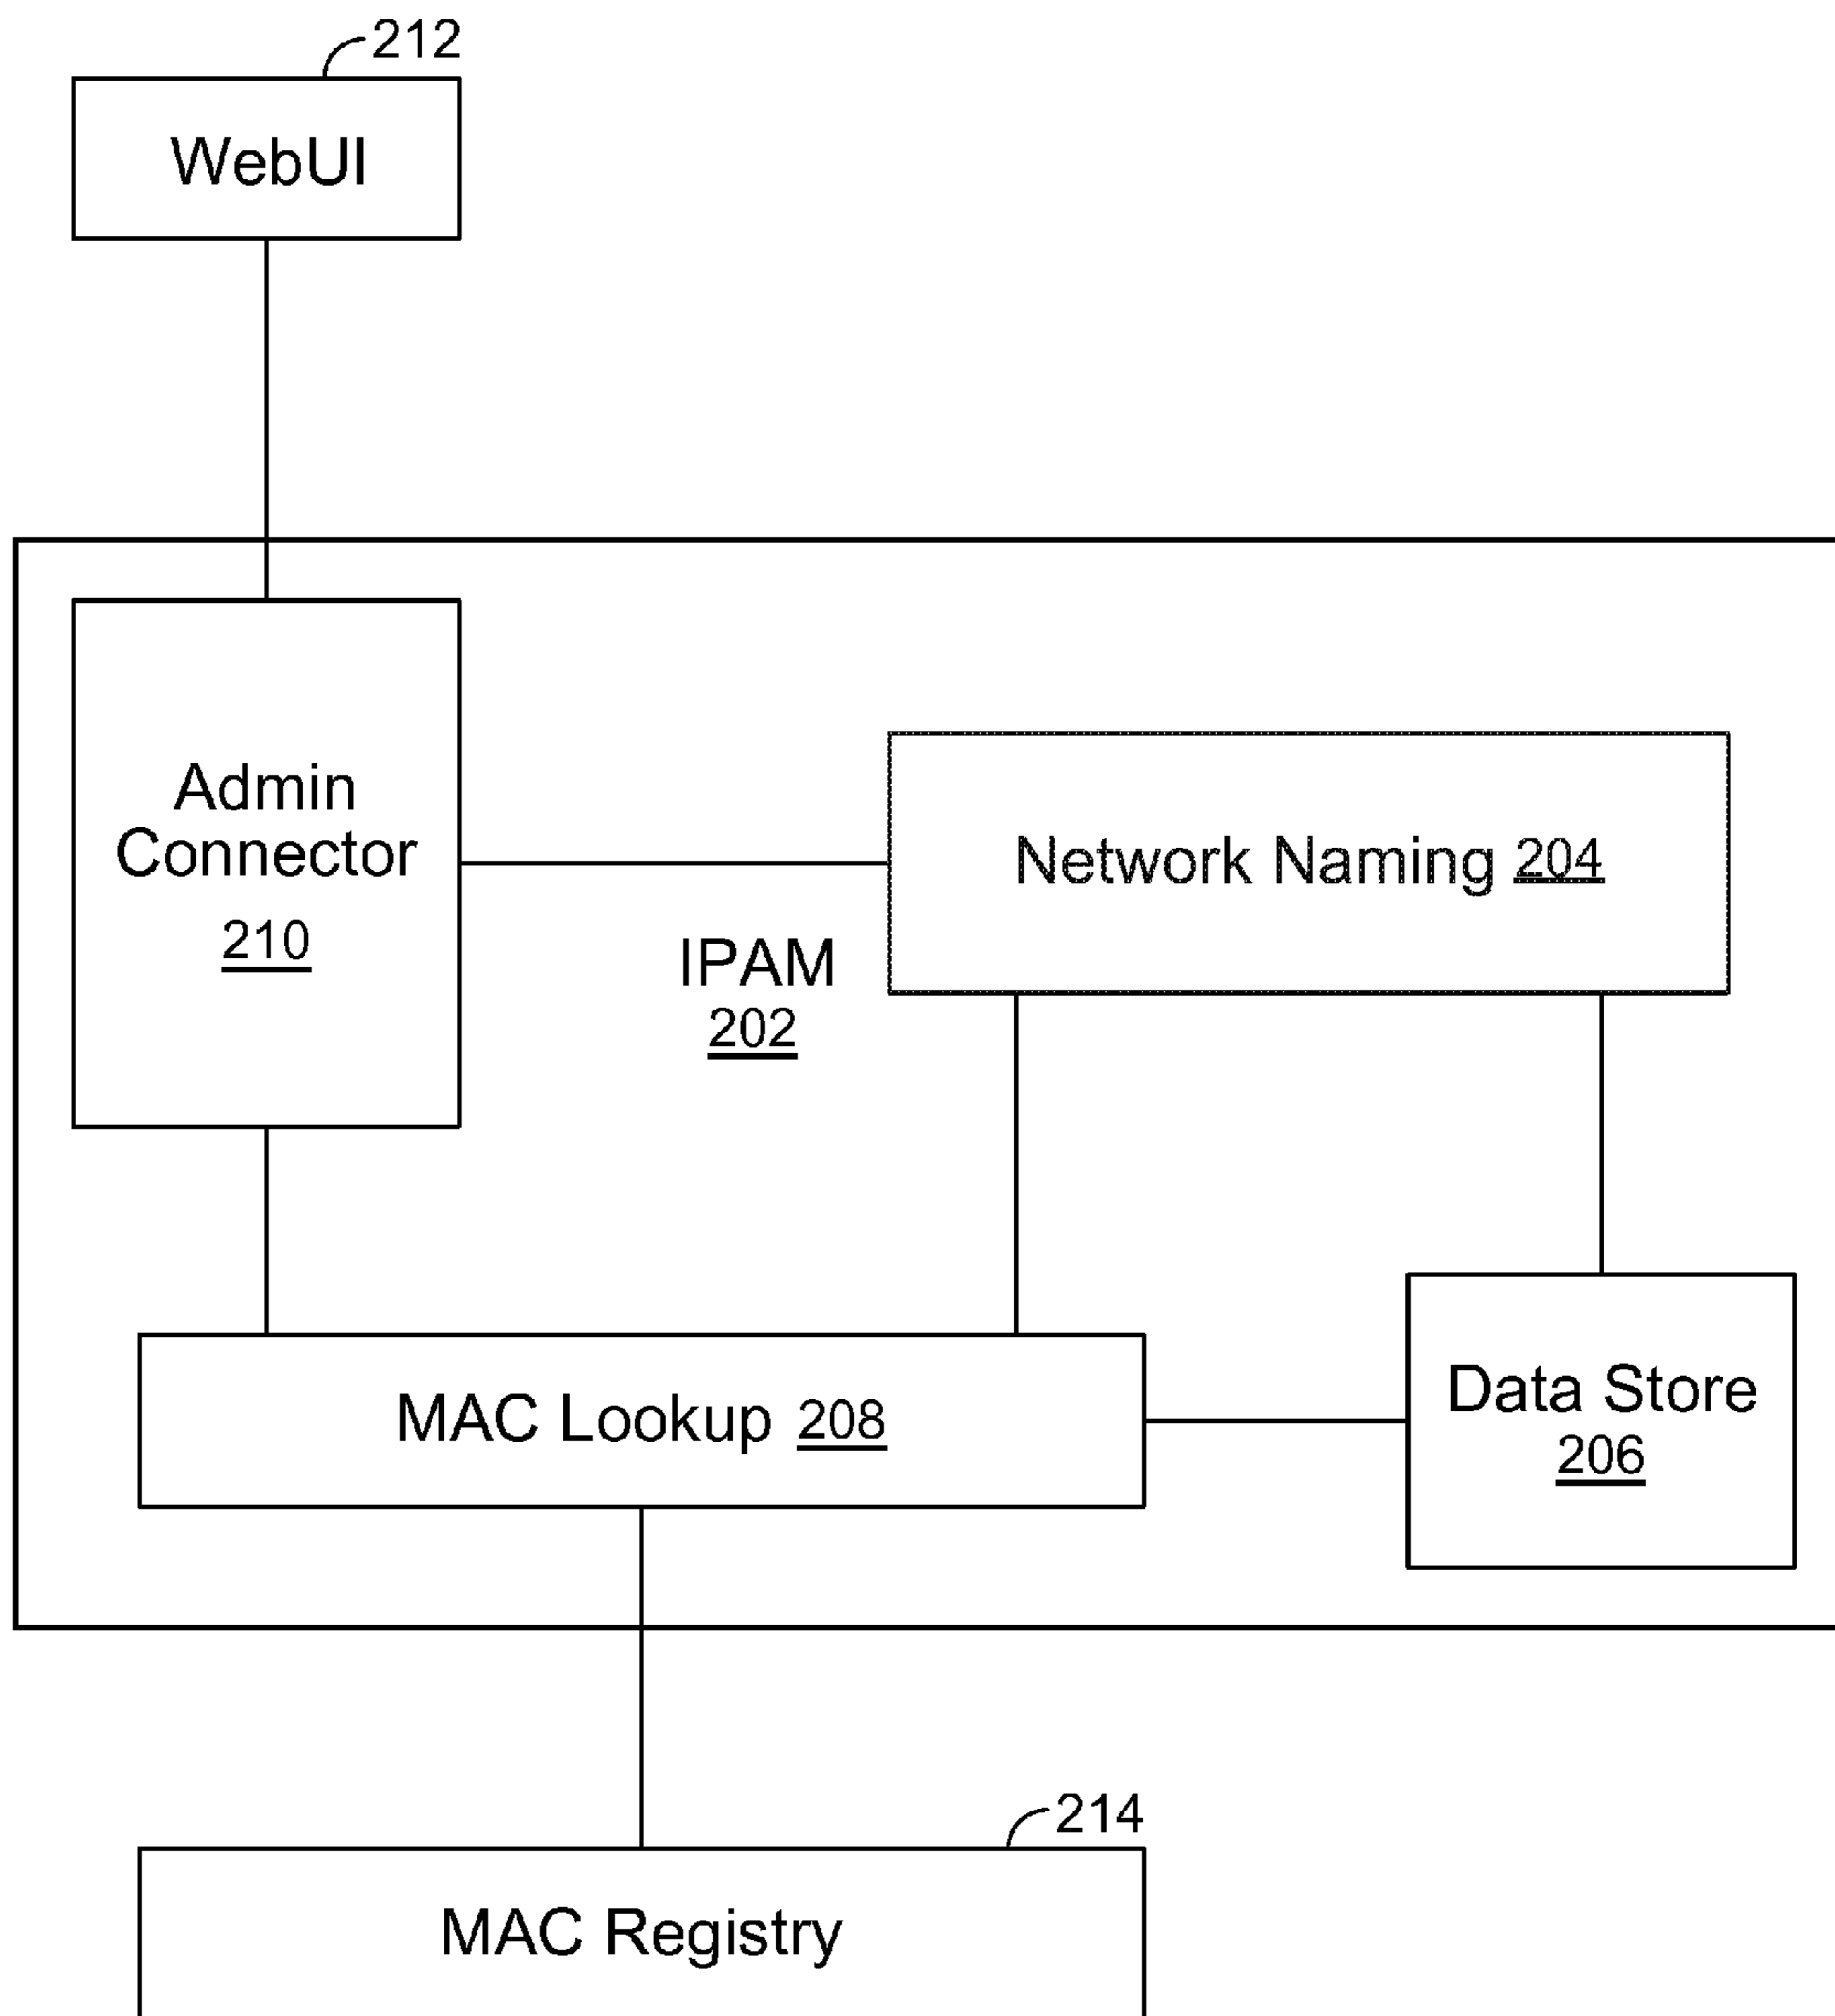 212
WebUI
Admin
Connector
210
Network Naming 204
IPAM
202
MAC Lookup 208
Data Store
206
214
MAC Registry